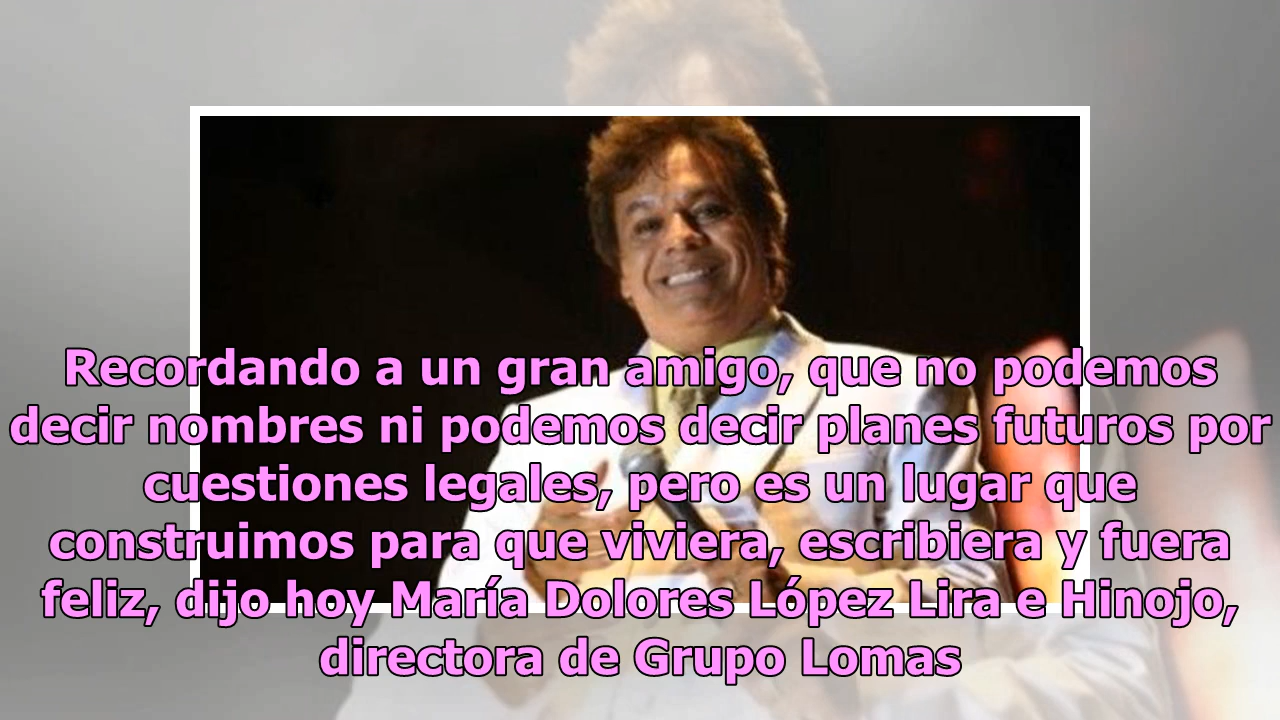 Recordando a un gran amigo, que no podemos
decir nombres ni podemos decir planes futuros por
cuestiones legales, pero es un lugar que
construimos para que viviera, escribiera y fuera
feliz, dijo hoy María Dolores López Lira e Hinojo,
directora de Grupo Lomas